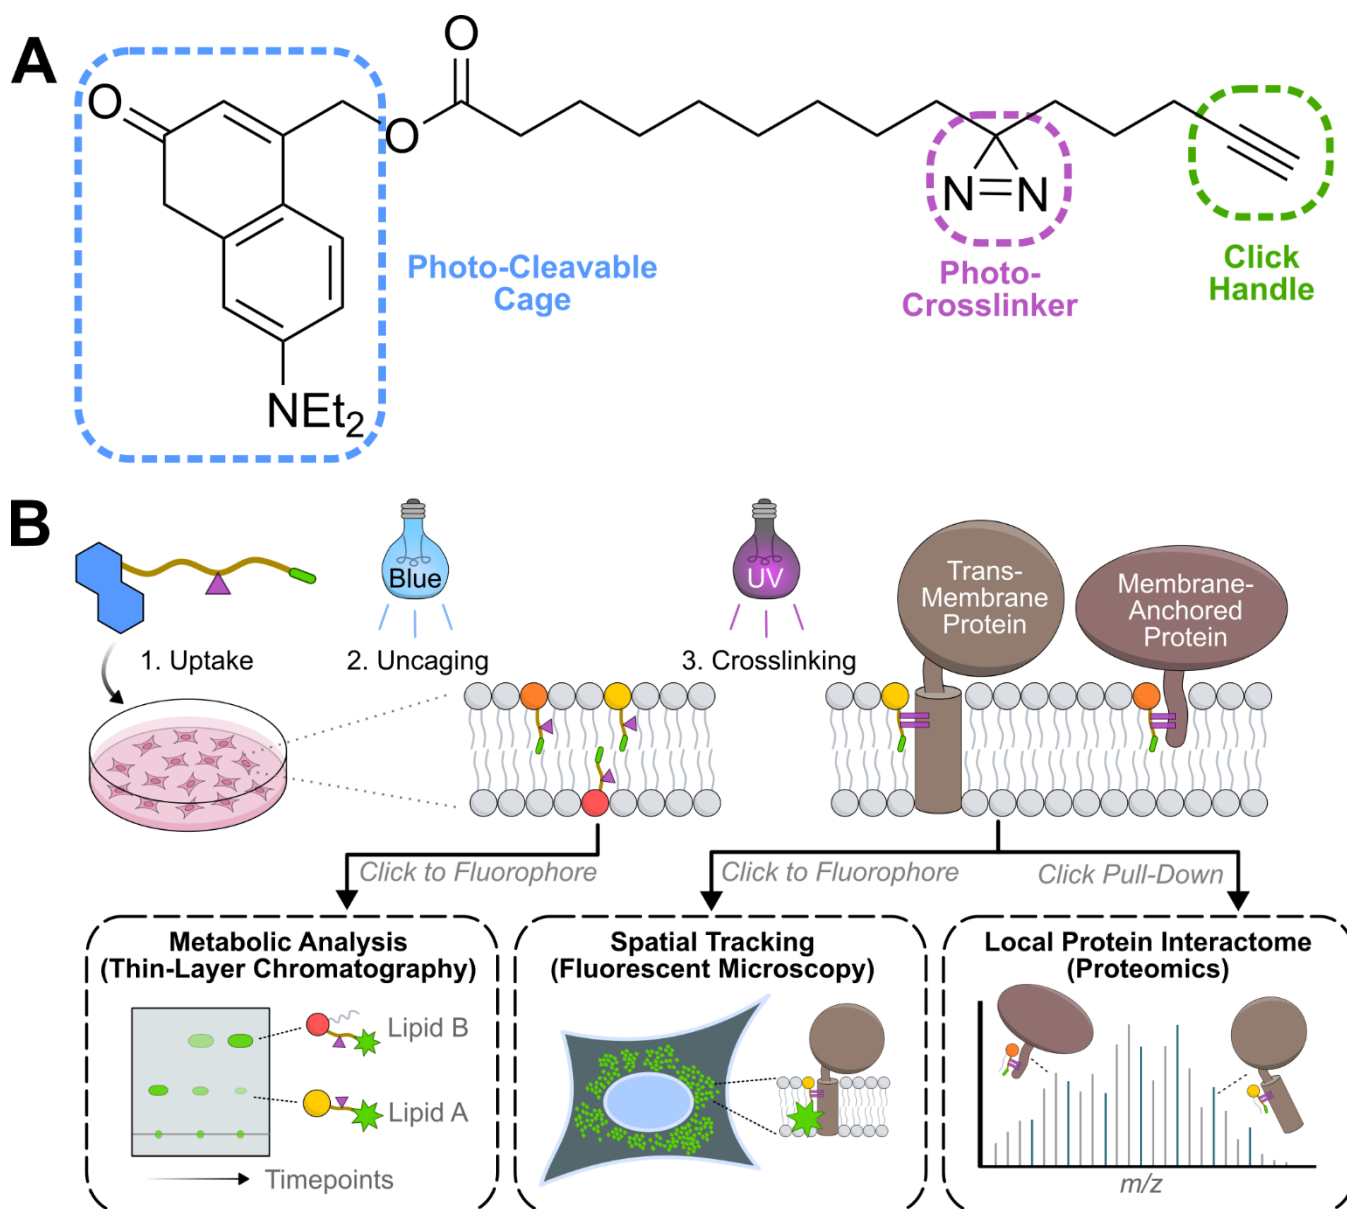 A
O
O
O
N=N
NEt2
Photo-Cleavable
Cage
Photo-
Crosslinker
Click
Handle
B
Blue
UV
1. Uptake
2. Uncaging
3. Crosslinking
Trans-
Membrane
Protein
Membrane-
Anchored
Protein
Click to Fluorophore
Click to Fluorophore
Click Pull-Down
Metabolic Analysis
(Thin-Layer Chromatography)
Lipid B
Lipid A
Timepoints
Spatial Tracking
(Fluorescent Microscopy)
Local Protein Interactome
(Proteomics)
m/z